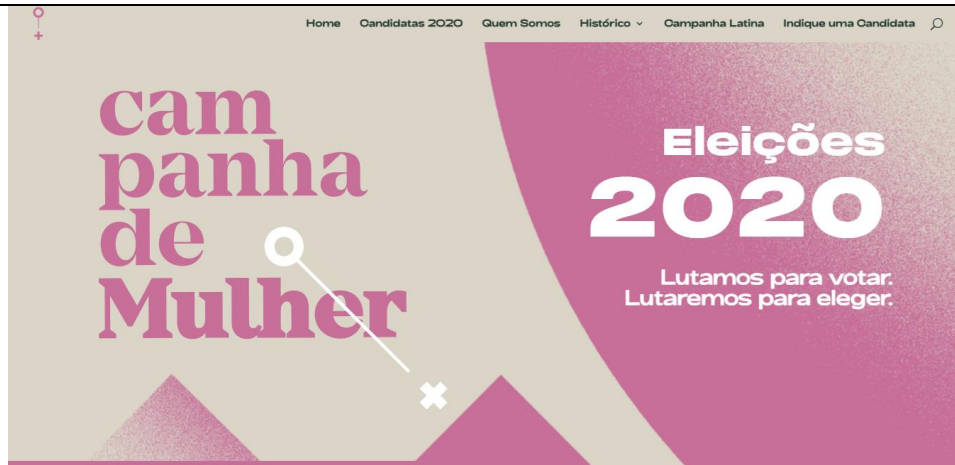 Home Candidatas 2020 Quem Somos Histórico Campanha Latina Indique uma Candidata
cam
panha
de
Mulher
Eleições
2020
Lutamos para votar.
Lutaremos para eleger.